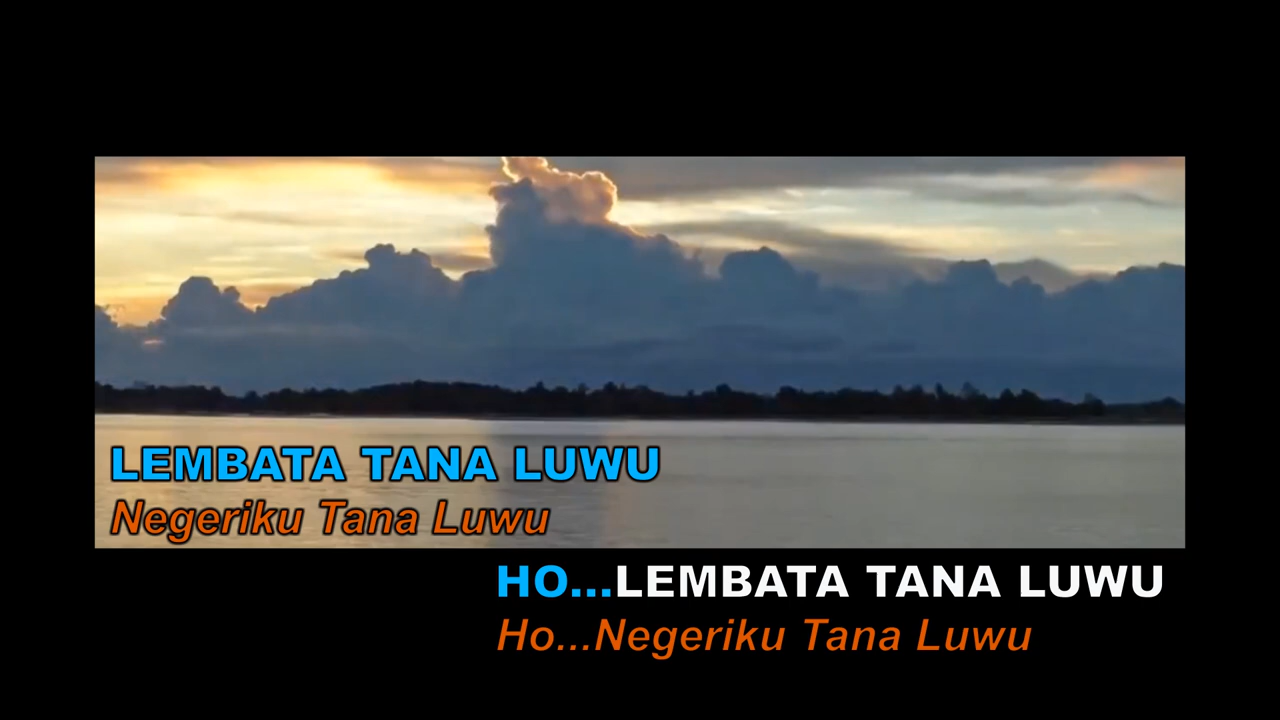 LEMBATA TANA LUWU
Negeriku Tana Luwu
HO...LEMBATA TANA LUWU
Ho...Negeriku Tana Luwu